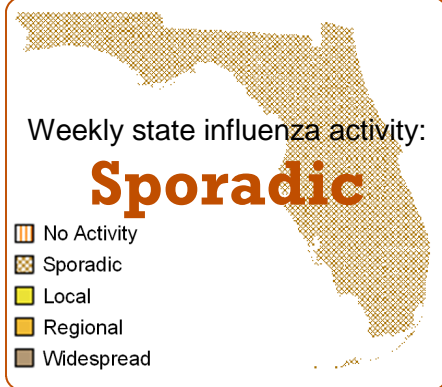 Weekly state influenza activity:
Sporadic
No Activity
Sporadic
Local
Regional
Widespread